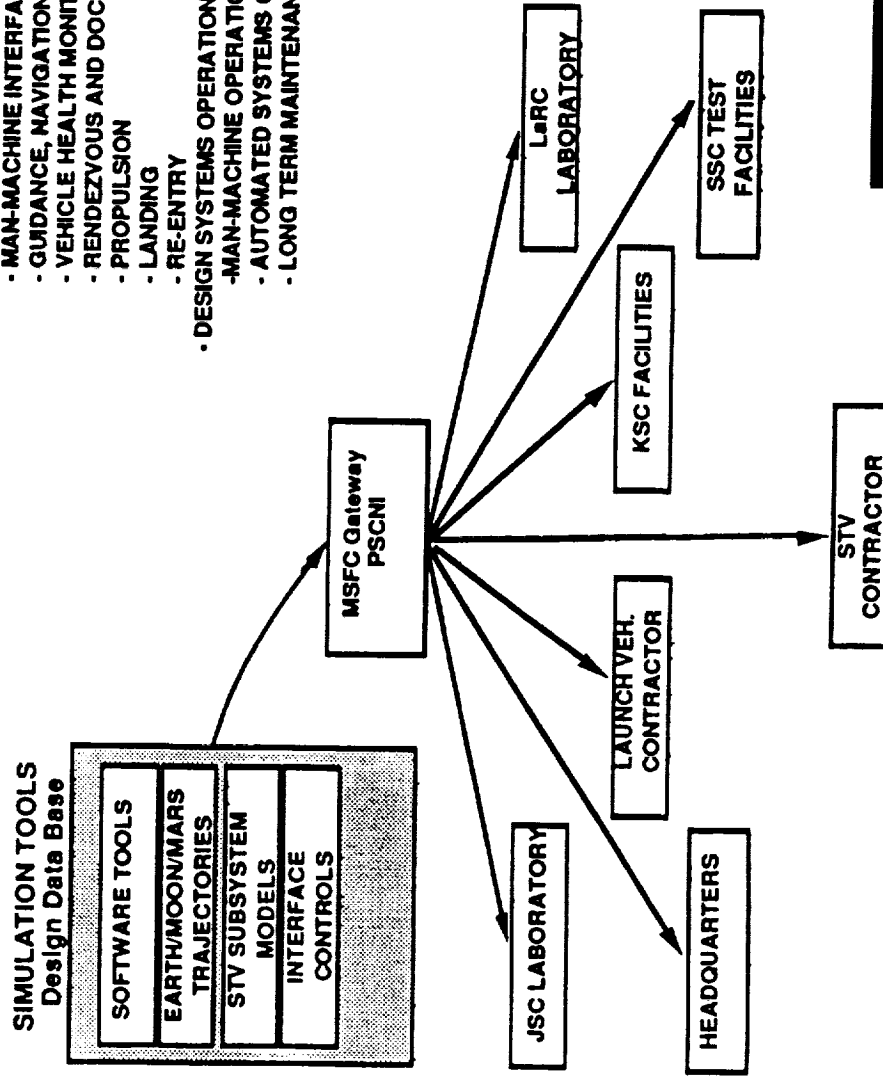 SIMULATION TOOLS
Design Data Base
SOFTWARE TOOLS
EARTH/MOON/MARS
TRAJECTORIES
STV SUBSYSTEM
MODELS
INTERFACE
CONTROLS
MSFC Gateway
PSCNI
- MAN-MACHINE INTERFA
- GUIDANCE, NAVIGATION
- VEHICLE HEALTH MONIT
- RENDEZVOUS AND DOC
- PROPULSION
- LANDING
- RE-ENTRY
- DESIGN SYSTEMS OPERATION
-MAN-MACHINE OPERATIO
- AUTOMATED SYSTEMS
- LONG TERM MAINTENAN
JSC LABORATORY
HEADQUARTERS
LAUNCH VEH.
CONTRACTOR
STV
CONTRACTOR
KSC FACILITIES
SSC TEST
FACILITIES
LaRC
LABORATORY